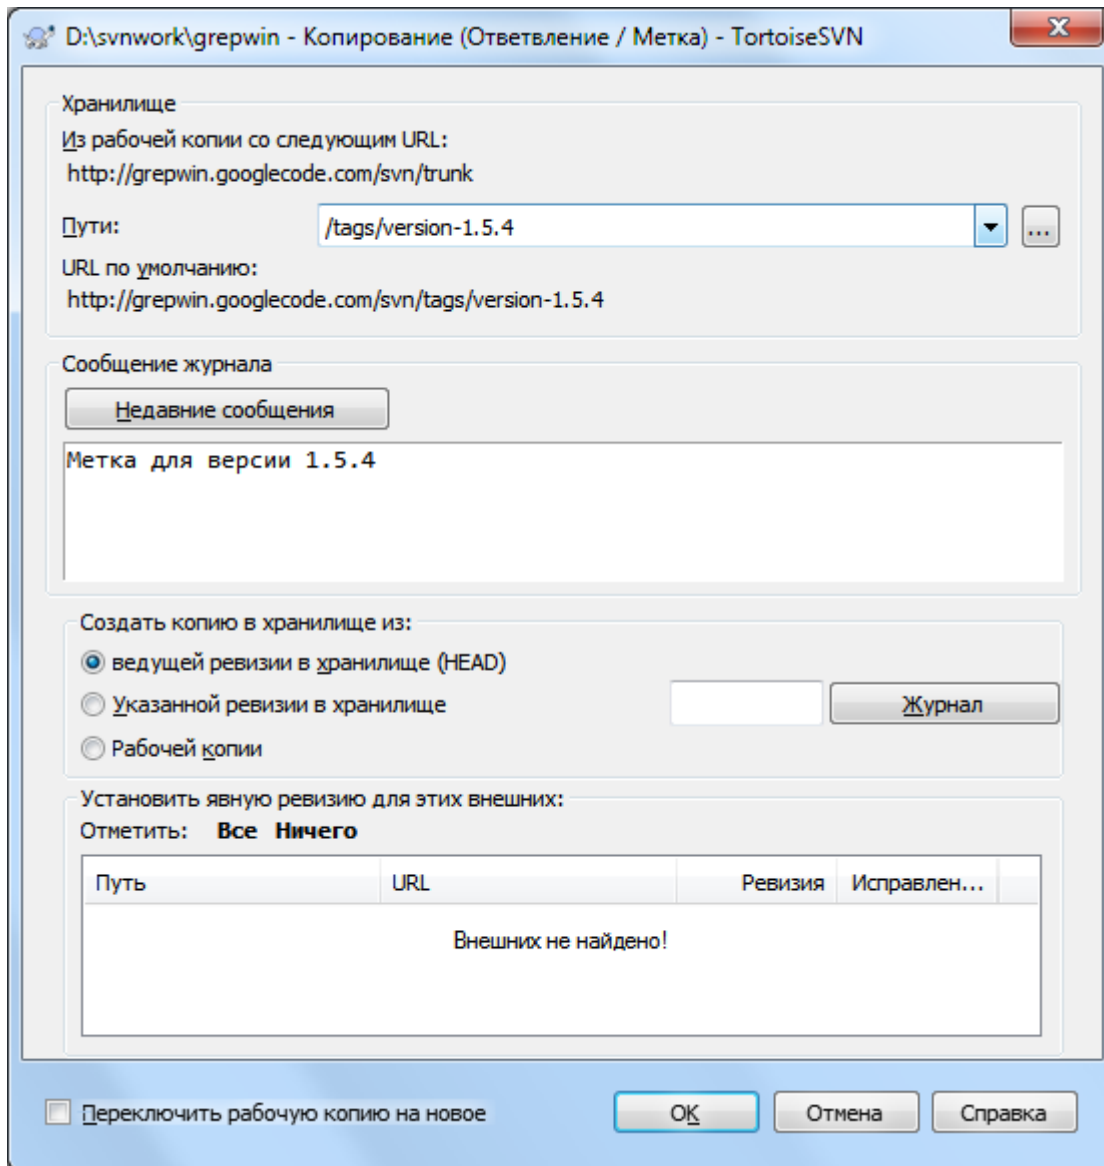 D:\svnwork\grepwin - Копирование (Ответвление / Метка) - TortoiseSVN
Хранилище
Из рабочей копии со следующим URL:
http://grepwin.googlecode.com/svn/trunk
Пути: /tags/version-1.5.4 ...
URL по умолчанию:
http://grepwin.googlecode.com/svn/tags/version-1.5.4
Сообщение журнала
Недавние сообщения
Метка для версии 1.5.4
Создать копию в хранилище из:
ведущей ревизии в хранилище (HEAD)
Указанной ревизии в хранилище Журнал
Рабочей копии
Установить явную ревизию для этих внешних:
Отметить: Все Ничего
Путь URL Ревизия Исправлен...
Внешних не найдено!
Переключить рабочую копию на новое OK Отмена Справка